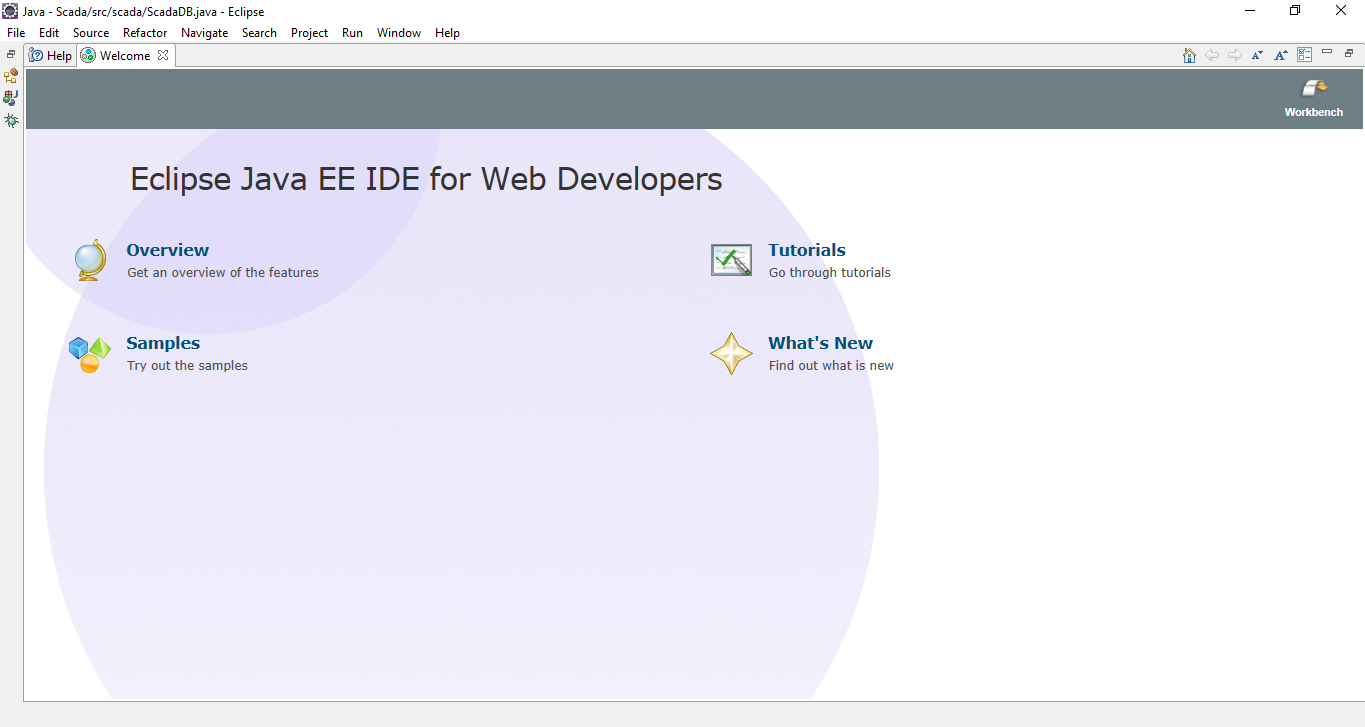 Java - Scada/src/scada/ScadaDB.java - Eclipse
File Edit Source Refactor Navigate Search Project Run Window Help
Help Welcome
Workbench
Eclipse Java EE IDE for Web Developers
Overview
Get an overview of the features
Tutorials
Go through tutorials
Samples
Try out the samples
What's New
Find out what is new